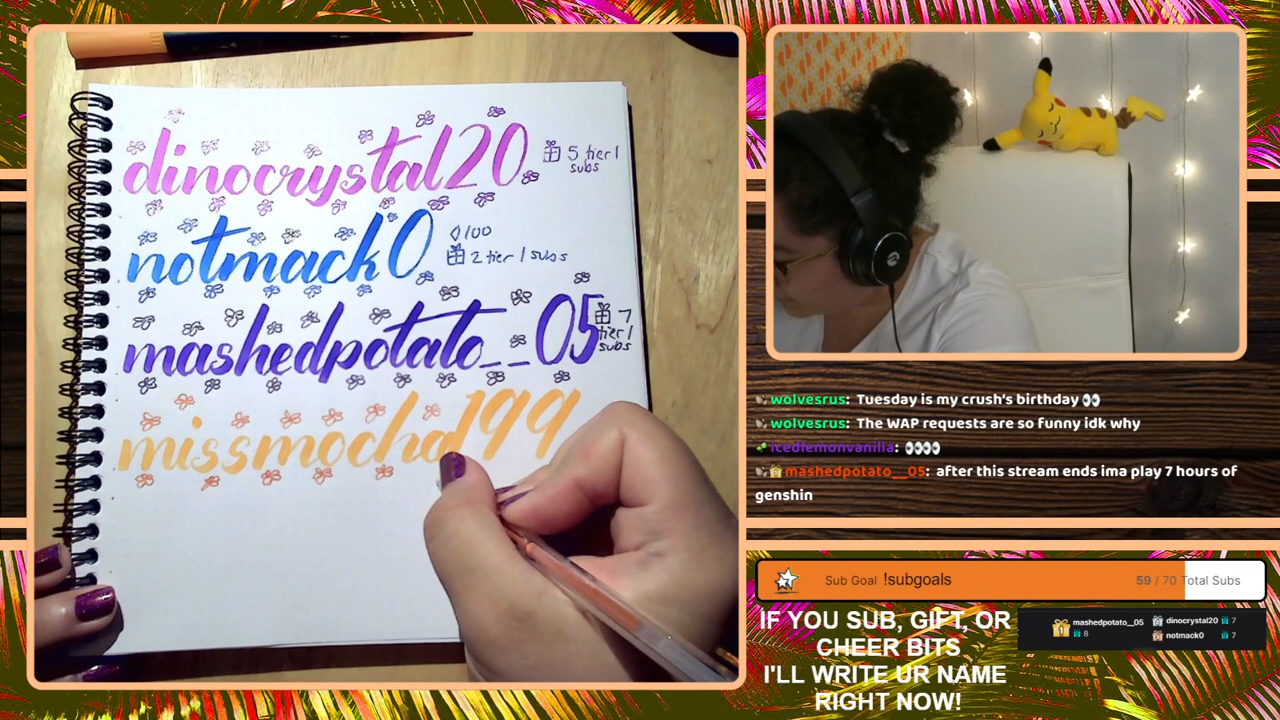 dinocrystal20
5 tier 1
subs
notmack0
100
2 tier 1 subs
mashedpotato__05
7
tier 1
subs
missmocha199
wolvesrus: Tuesday is my crush's birthday 👀
wolvesrus: The WAP requests are so funny idk why
icedlemonvanilla: 👀👀
mashedpotato__05: after this stream ends ima play 7 hours of
genshin
Sub Goal !subgoals 59 / 70 Total Subs
IF YOU SUB, GIFT, OR
CHEER BITS
I'LL WRITE UR NAME
RIGHT NOW!
mashedpotato__05 8
dinocrystal20 7
notmack0 7